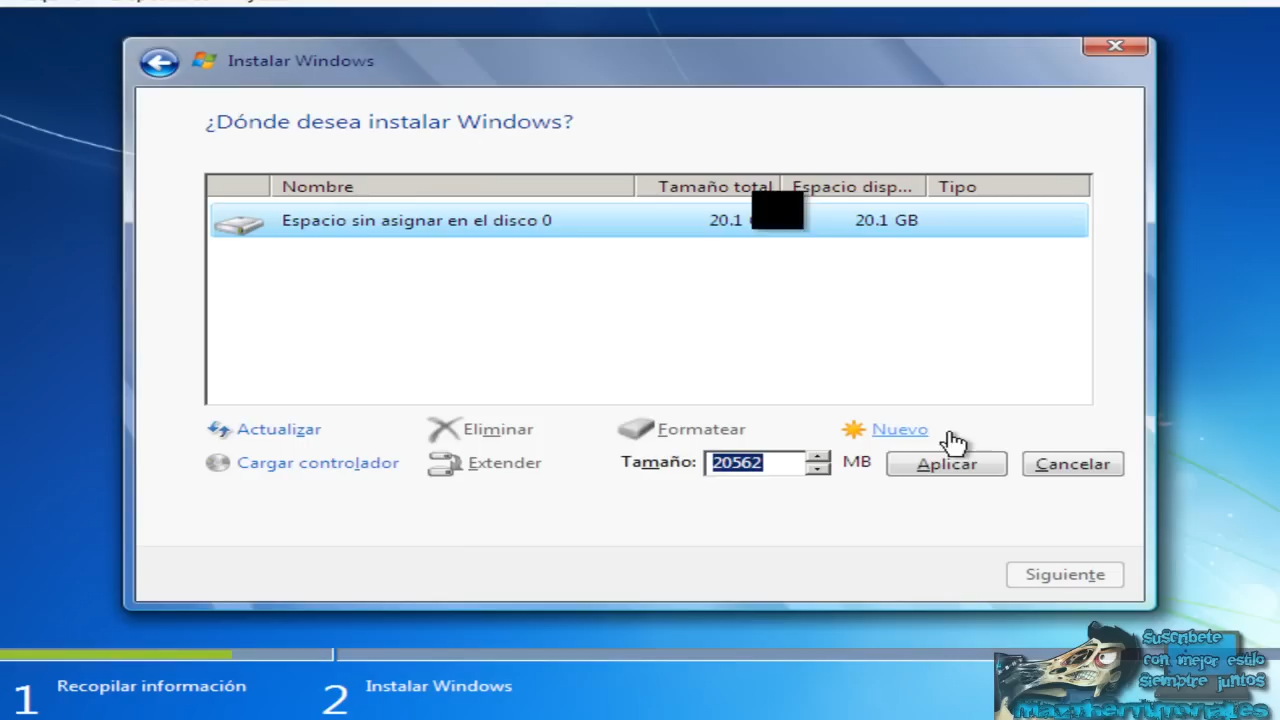 Instalar Windows
¿Dónde desea instalar Windows?
Nombre Tamaño total Espacio disp... Tipo
Espacio sin asignar en el disco 0 20.1 20.1 GB
Actualizar Eliminar Formatear Nuevo
Cargar controlador Extender Tamaño: 20562 MB Aplicar Cancelar
Siguiente
Suscribete
con mejor estilo
siempre juntos
1 Recopilar información 2 Instalar Windows